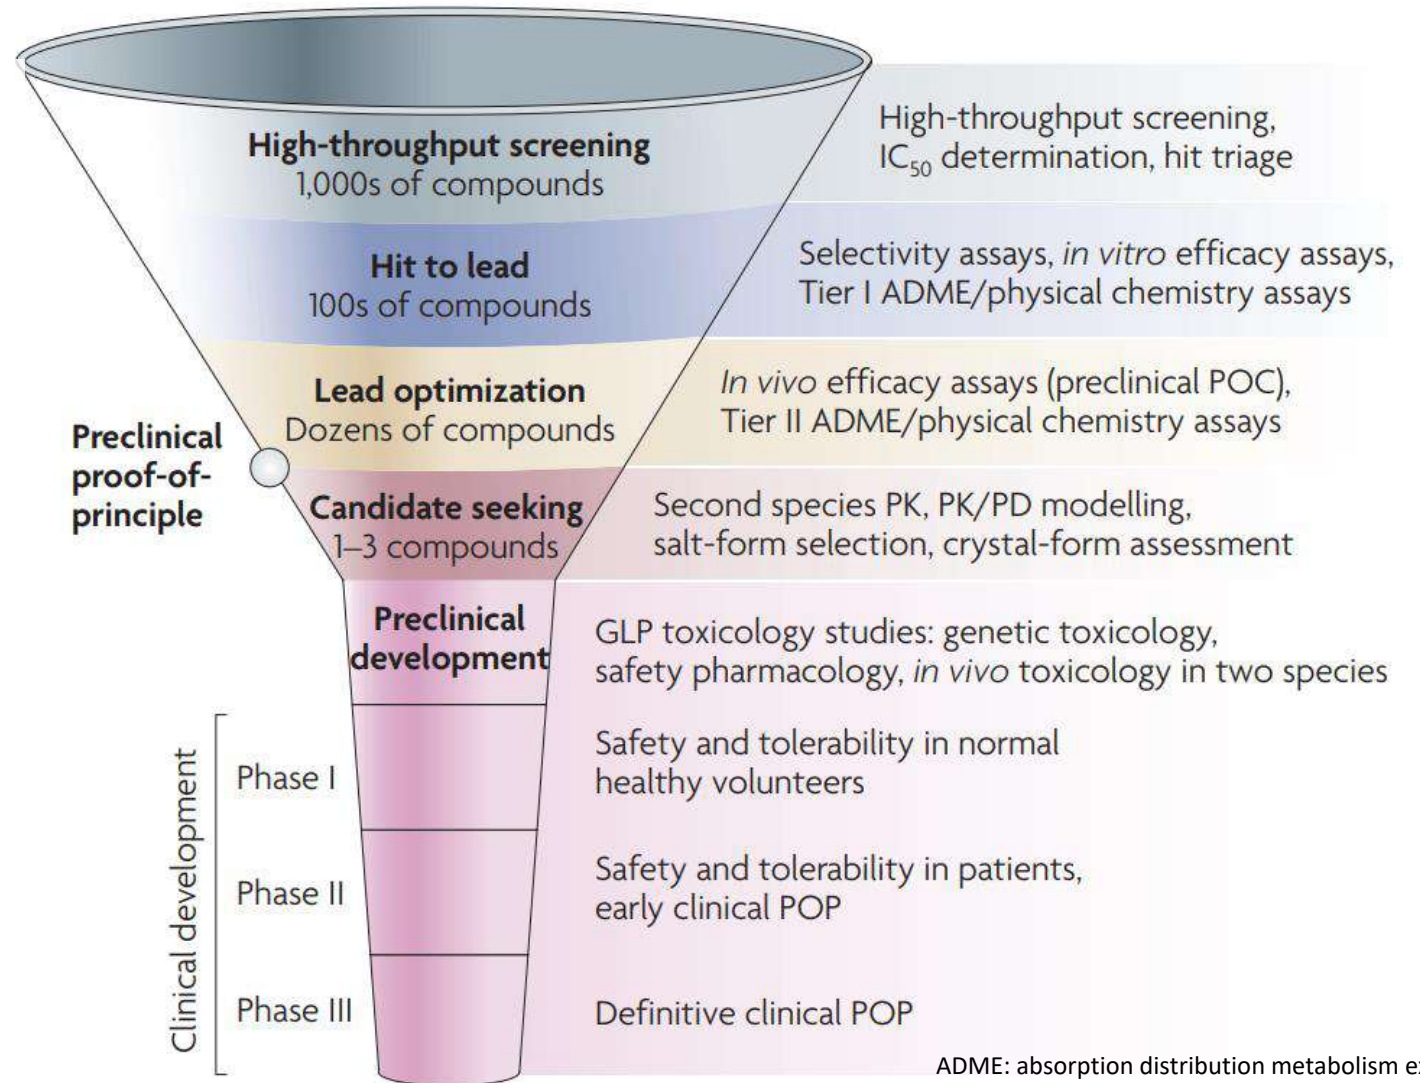 High-throughput screening
1,000s of compounds
High-throughput screening,
IC50 determination, hit triage
Hit to lead
100s of compounds
Selectivity assays, in vitro efficacy assays,
Tier I ADME/physical chemistry assays
Lead optimization
Dozens of compounds
In vivo efficacy assays (preclinical POC),
Tier II ADME/physical chemistry assays
Preclinical
proof-of-
principle
Candidate seeking
1–3 compounds
Second species PK, PK/PD modelling,
salt-form selection, crystal-form assessment
Preclinical
development
GLP toxicology studies: genetic toxicology,
safety pharmacology, in vivo toxicology in two species
Clinical development
Phase I
Safety and tolerability in normal
healthy volunteers
Phase II
Safety and tolerability in patients,
early clinical POP
Phase III
Definitive clinical POP
ADME: absorption distribution metabolism